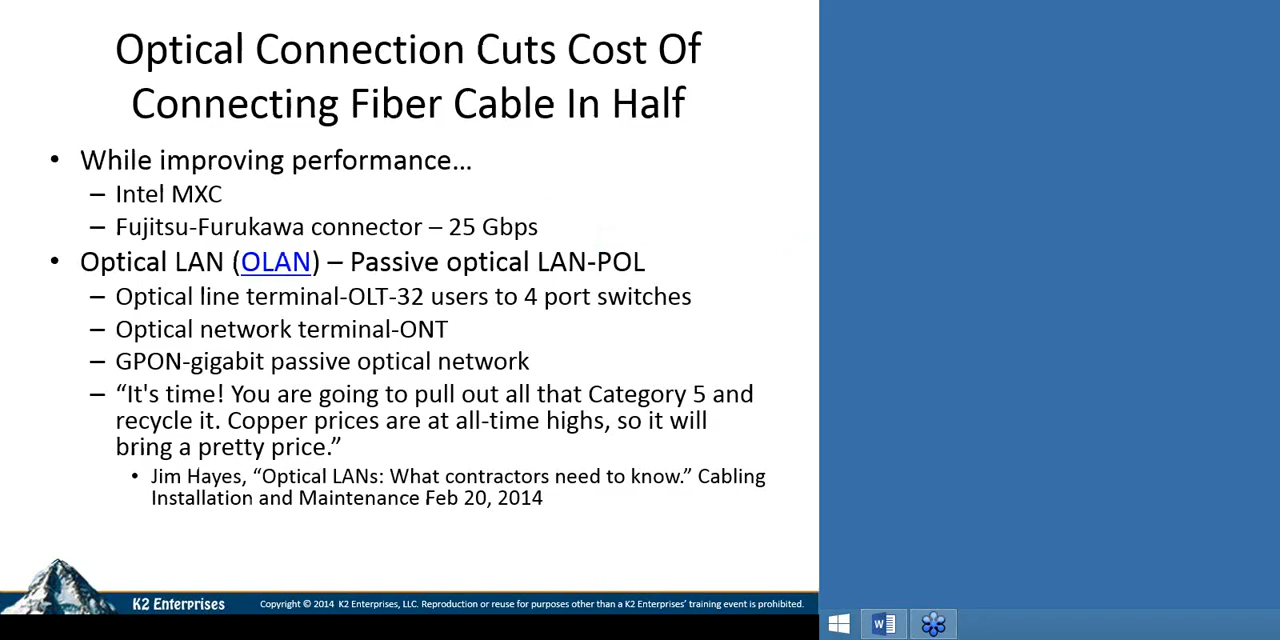 Optical Connection Cuts Cost Of
Connecting Fiber Cable In Half
• While improving performance…
– Intel MXC
– Fujitsu-Furukawa connector – 25 Gbps
• Optical LAN (OLAN) – Passive optical LAN-POL
– Optical line terminal-OLT-32 users to 4 port switches
– Optical network terminal-ONT
– GPON-gigabit passive optical network
– “It's time! You are going to pull out all that Category 5 and
recycle it. Copper prices are at all-time highs, so it will
bring a pretty price.”
• Jim Hayes, “Optical LANs: What contractors need to know.” Cabling
Installation and Maintenance Feb 20, 2014
K2 Enterprises
Copyright © 2014 K2 Enterprises, LLC. Reproduction or reuse for purposes other than a K2 Enterprises’ training event is prohibited.
W